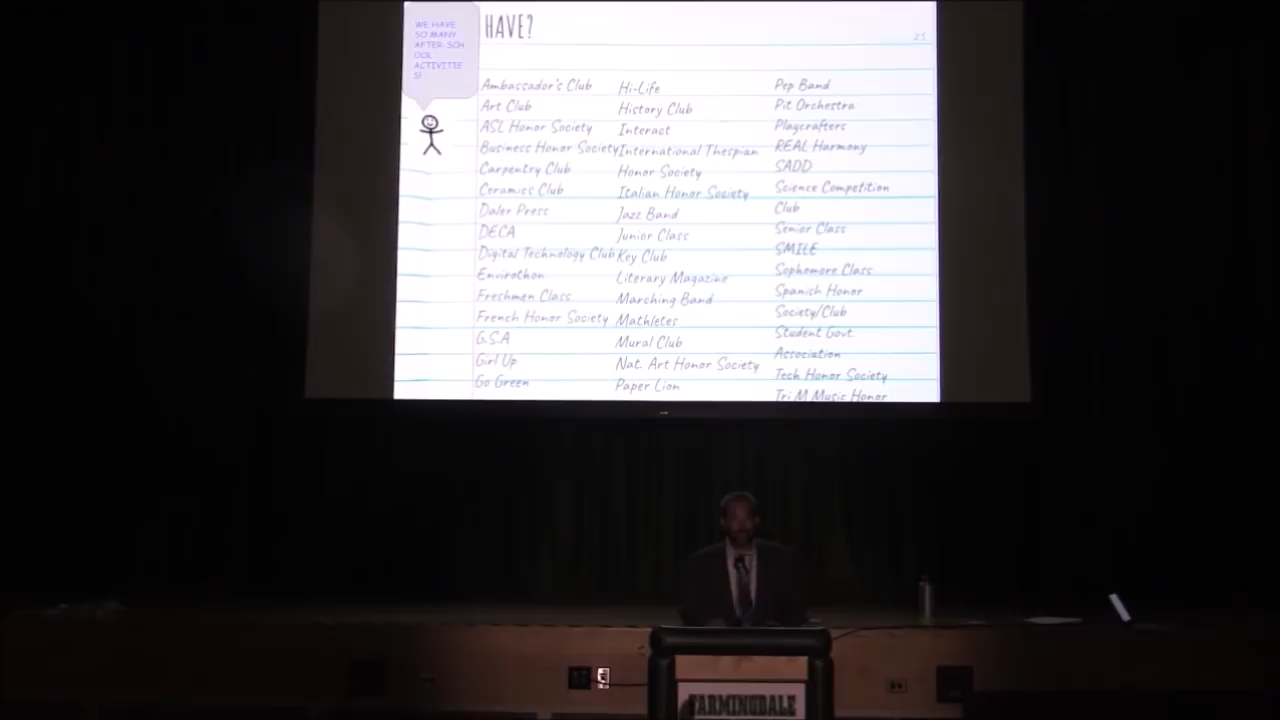 WE HAVE
SO MANY
AFTER-SCH
OOL
ACTIVITIE
S!
HAVE?
25
Ambassador's Club
Art Club
ASL Honor Society
Business Honor Society
Carpentry Club
Ceramics Club
Daler Press
DECA
Digital Technology Club
Envirothon
Freshmen Class
French Honor Society
G.S.A
Girl Up
Go Green
Hi-Life
History Club
Interact
International Thespian
Honor Society
Italian Honor Society
Jazz Band
Junior Class
Key Club
Literary Magazine
Marching Band
Mathletes
Mural Club
Nat. Art Honor Society
Paper Lion
Pep Band
Pit Orchestra
Playcrafters
REAL Harmony
SADD
Science Competition
Club
Senior Class
SMILE
Sophomore Class
Spanish Honor
Society/Club
Student Govt.
Association
Tech Honor Society
Tri M Music Honor
FARMINGDALE